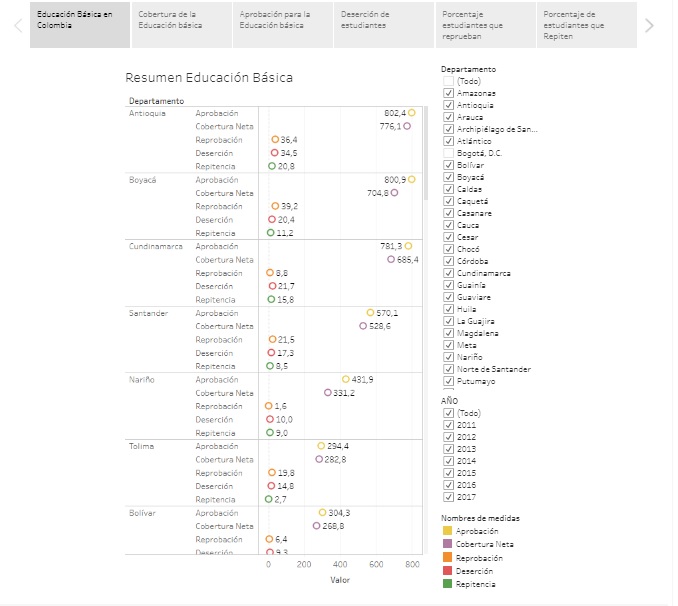 Educación Básica en
Colombia
Cobertura de la
Educación básica
Aprobación para la
Educación básica
Deserción de
estudiantes
Porcentaje
estudiantes que
reprueban
Porcentaje de
estudiantes que
Repiten
Resumen Educación Básica
Departamento
Antioquia Aprobación 802,4
Cobertura Neta 776,1
Reprobación 36,4
Deserción 34,5
Repitencia 20,8
Boyacá Aprobación 800,9
Cobertura Neta 704,8
Reprobación 39,2
Deserción 20,4
Repitencia 11,2
Cundinamarca Aprobación 781,3
Cobertura Neta 685,4
Reprobación 8,8
Deserción 21,7
Repitencia 15,8
Santander Aprobación 570,1
Cobertura Neta 528,6
Reprobación 21,5
Deserción 17,3
Repitencia 8,5
Nariño Aprobación 431,9
Cobertura Neta 331,2
Reprobación 1,6
Deserción 10,0
Repitencia 9,0
Tolima Aprobación 294,4
Cobertura Neta 282,8
Reprobación 19,8
Deserción 14,8
Repitencia 2,7
Bolívar Aprobación 304,3
Cobertura Neta 268,8
Reprobación 6,4
Deserción 9,3
0 200 400 600 800
Valor
Departamento
(Todo)
Amazonas
Antioquia
Arauca
Archipiélago de San...
Atlántico
Bogotá, D.C.
Bolívar
Boyacá
Caldas
Caquetá
Casanare
Cauca
Cesar
Chocó
Córdoba
Cundinamarca
Guainía
Guaviare
Huila
La Guajira
Magdalena
Meta
Nariño
Norte de Santander
Putumayo
AÑO
(Todo)
2011
2012
2013
2014
2015
2016
2017
Nombres de medidas
Aprobación
Cobertura Neta
Reprobación
Deserción
Repitencia